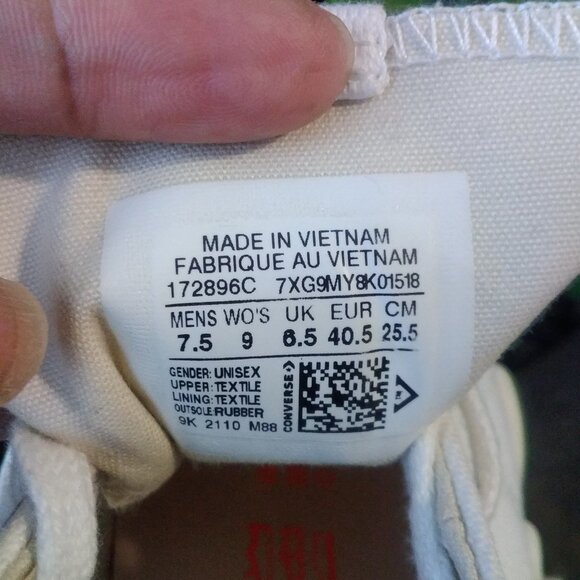 MADE IN VIETNAM
FABRIQUE AU VIETNAM
172896C 7XG9MY8K01518
MENS WO'S UK EUR CM
7.5 9 6.5 40.5 25.5
GENDER: UNISEX
UPPER: TEXTILE
LINING: TEXTILE
OUTSOLE: RUBBER
9K 2110 M88
CONVERSE